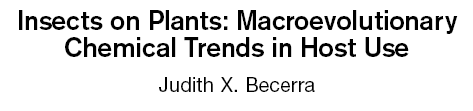 Insects on Plants: Macroevolutionary
Chemical Trends in Host Use
Judith X. Becerra